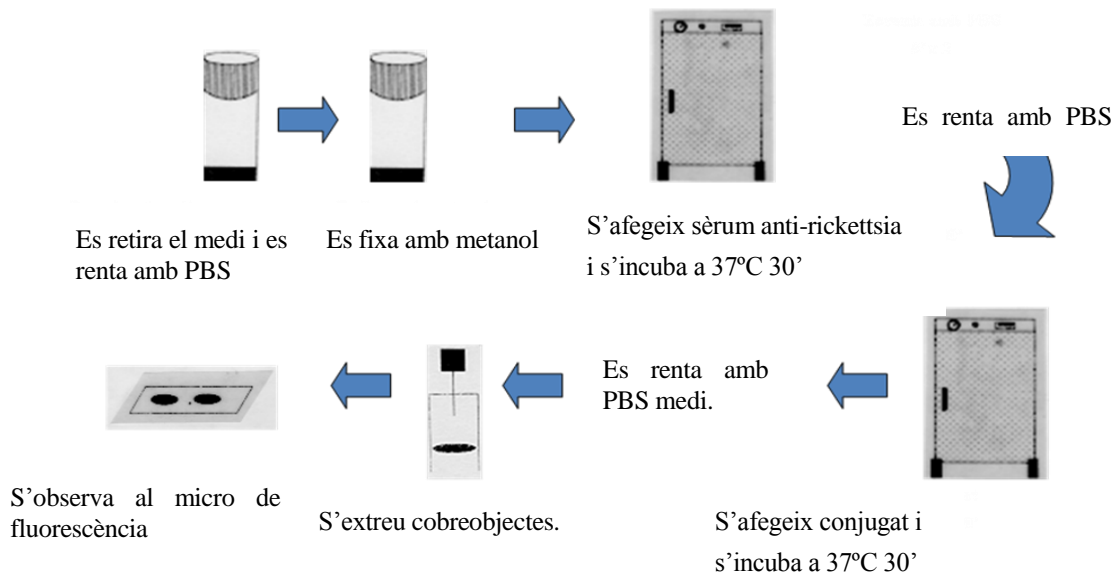 Es retira el medi i es
renta amb PBS
Es fixa amb metanol
S'afegeix sèrum anti-rickettsia
i s'incuba a 37ºC 30'
Es renta amb PBS
S'afegeix conjugat i
s'incuba a 37ºC 30'
Es renta amb
PBS medi.
S'extreu cobreobjectes.
S'observa al micro de
fluorescència